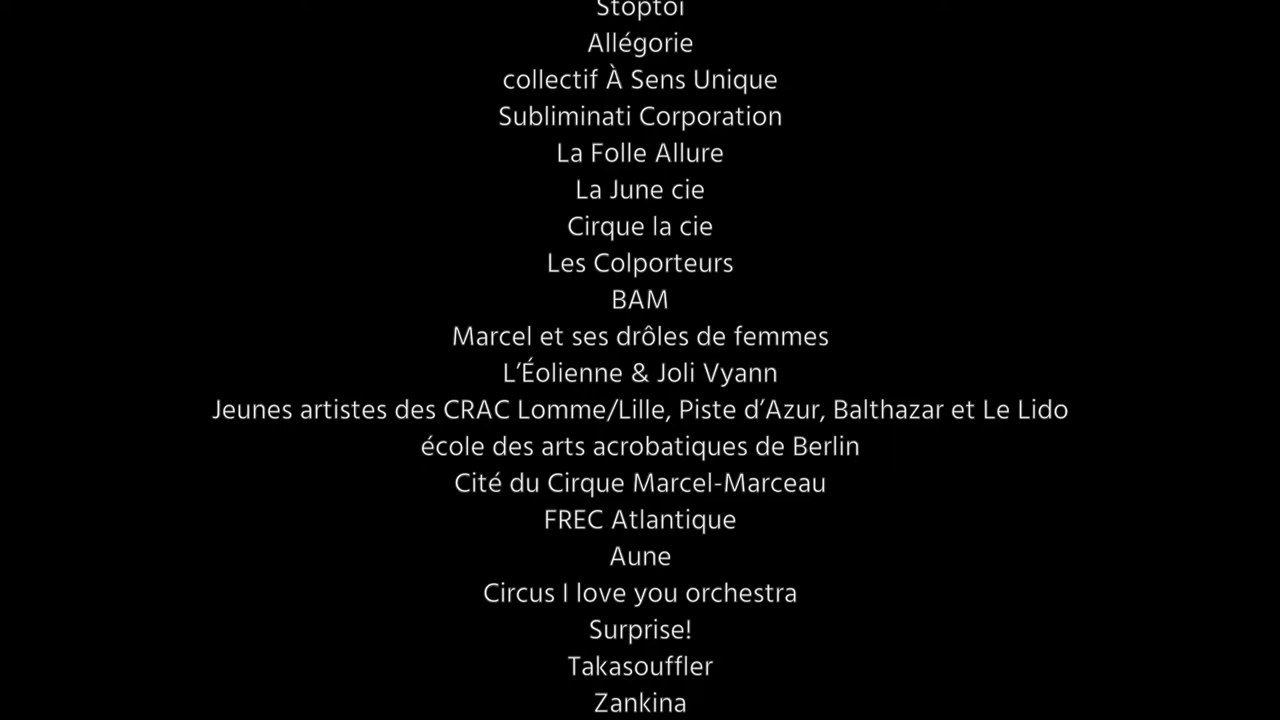 Stoptoi
Allégorie
collectif À Sens Unique
Subliminati Corporation
La Folle Allure
La June cie
Cirque la cie
Les Colporteurs
BAM
Marcel et ses drôles de femmes
L’Éolienne & Joli Vyann
Jeunes artistes des CRAC Lomme/Lille, Piste d’Azur, Balthazar et Le Lido
école des arts acrobatiques de Berlin
Cité du Cirque Marcel-Marceau
FREC Atlantique
Aune
Circus I love you orchestra
Surprise!
Takasouffler
Zankina